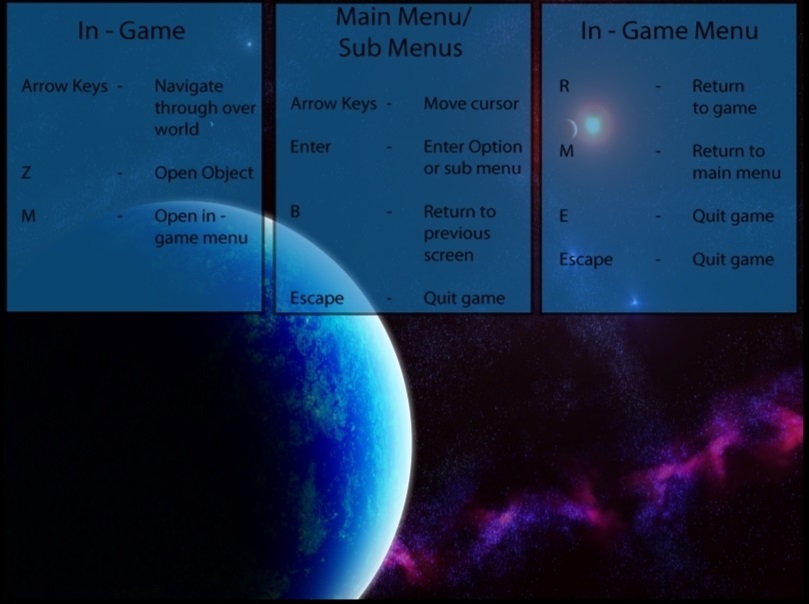 In - Game
Arrow Keys - Navigate
through over
world
Z - Open Object
M - Open in -
game menu
Main Menu/
Sub Menus
Arrow Keys - Move cursor
Enter - Enter Option
or sub menu
B - Return to
previous
screen
Escape - Quit game
In - Game Menu
R - Return
to game
M - Return to
main menu
E - Quit game
Escape - Quit game